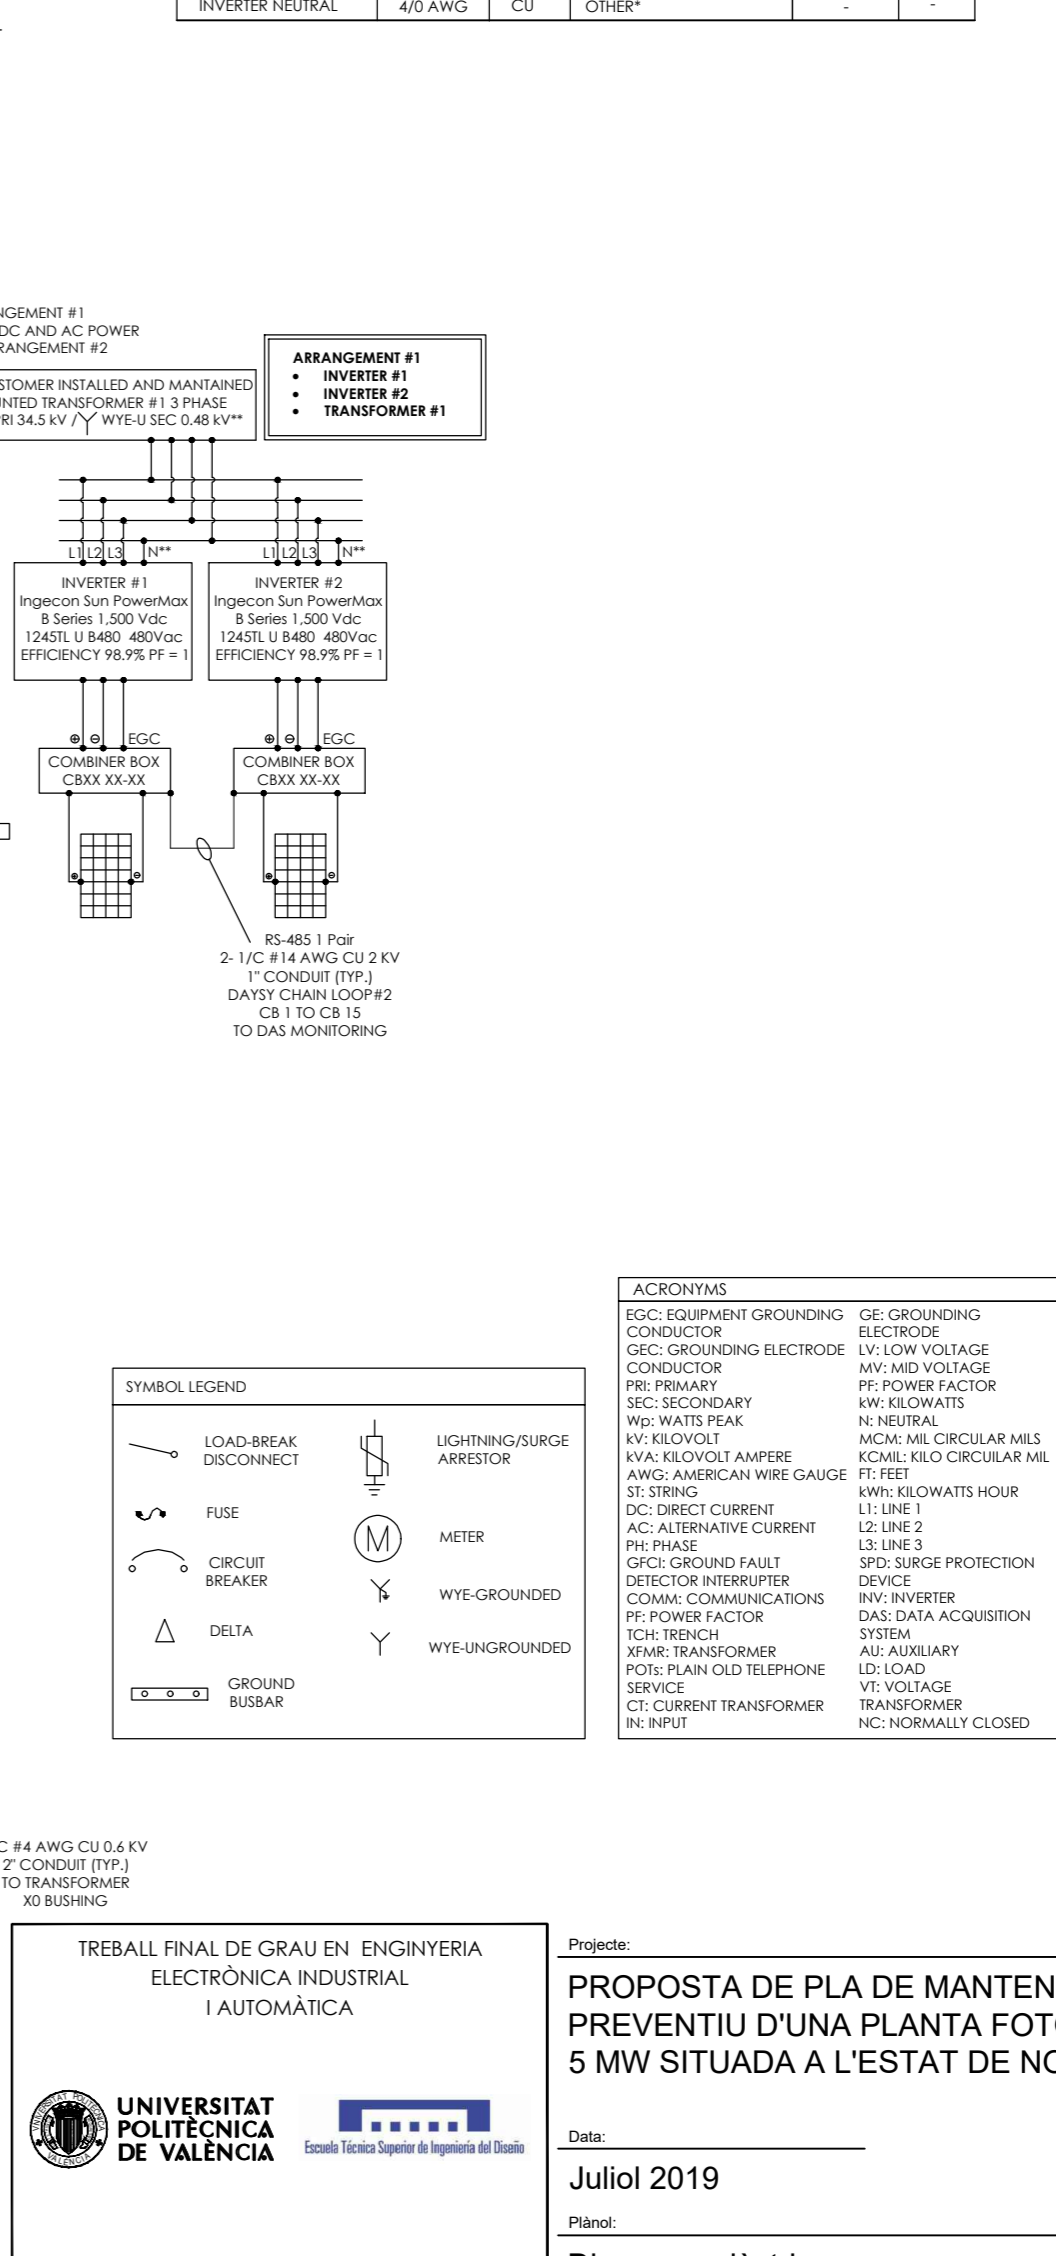 INVERTER NEUTRAL 4/0 AWG CU OTHER* - -
#1
DC AND AC POWER
#2
INSTALLED AND MANTAINED
TRANSFORMER #1 3 PHASE
34.5 kV / WYE-U SEC 0.48 kV**
ARRANGEMENT #1
• INVERTER #1
• INVERTER #2
• TRANSFORMER #1
L1 L2 L3 N**
L1 L2 L3 N**
INVERTER #1
Ingecon Sun PowerMax
B Series 1,500 Vdc
1245TL U B480 480Vac
EFFICIENCY 98.9% PF = 1
INVERTER #2
Ingecon Sun PowerMax
B Series 1,500 Vdc
1245TL U B480 480Vac
EFFICIENCY 98.9% PF = 1
⊕ ⊖ EGC
⊕ ⊖ EGC
COMBINER BOX
CBXX XX-XX
COMBINER BOX
CBXX XX-XX
⊕ ⊖
⊕ ⊖
RS-485 1 Pair
2- 1/C #14 AWG CU 2 KV
1" CONDUIT (TYP.)
DAYSY CHAIN LOOP#2
CB 1 TO CB 15
TO DAS MONITORING
SYMBOL LEGEND
LOAD-BREAK
DISCONNECT
FUSE
CIRCUIT
BREAKER
DELTA
GROUND
BUSBAR
LIGHTNING/SURGE
ARRESTOR
M
METER
WYE-GROUNDED
WYE-UNGROUNDED
ACRONYMS
EGC: EQUIPMENT GROUNDING
CONDUCTOR
GEC: GROUNDING ELECTRODE
CONDUCTOR
PRI: PRIMARY
SEC: SECONDARY
Wp: WATTS PEAK
kV: KILOVOLT
kVA: KILOVOLT AMPERE
AWG: AMERICAN WIRE GAUGE
ST: STRING
DC: DIRECT CURRENT
AC: ALTERNATIVE CURRENT
PH: PHASE
GFCI: GROUND FAULT
DETECTOR INTERRUPTER
COMM: COMMUNICATIONS
PF: POWER FACTOR
TCH: TRENCH
XFMR: TRANSFORMER
POTs: PLAIN OLD TELEPHONE
SERVICE
CT: CURRENT TRANSFORMER
IN: INPUT
GE: GROUNDING
ELECTRODE
LV: LOW VOLTAGE
MV: MID VOLTAGE
PF: POWER FACTOR
kW: KILOWATTS
N: NEUTRAL
MCM: MIL CIRCULAR MILS
KCMIL: KILO CIRCUILAR MIL
FT: FEET
kWh: KILOWATTS HOUR
L1: LINE 1
L2: LINE 2
L3: LINE 3
SPD: SURGE PROTECTION
DEVICE
INV: INVERTER
DAS: DATA ACQUISITION
SYSTEM
AU: AUXILIARY
LD: LOAD
VT: VOLTAGE
TRANSFORMER
NC: NORMALLY CLOSED
#4 AWG CU 0.6 KV
2" CONDUIT (TYP.)
TO TRANSFORMER
X0 BUSHING
TREBALL FINAL DE GRAU EN ENGINYERIA
ELECTRÒNICA INDUSTRIAL
I AUTOMÀTICA
UNIVERSITAT
POLITÈCNICA
DE VALÈNCIA
Escuela Técnica Superior de Ingeniería del Diseño
Projecte:
PROPOSTA DE PLA DE
PREVENTIU D'UNA PLANTA
5 MW SITUADA A L'ESTAT DE
Data:
Juliol 2019
Plànol: